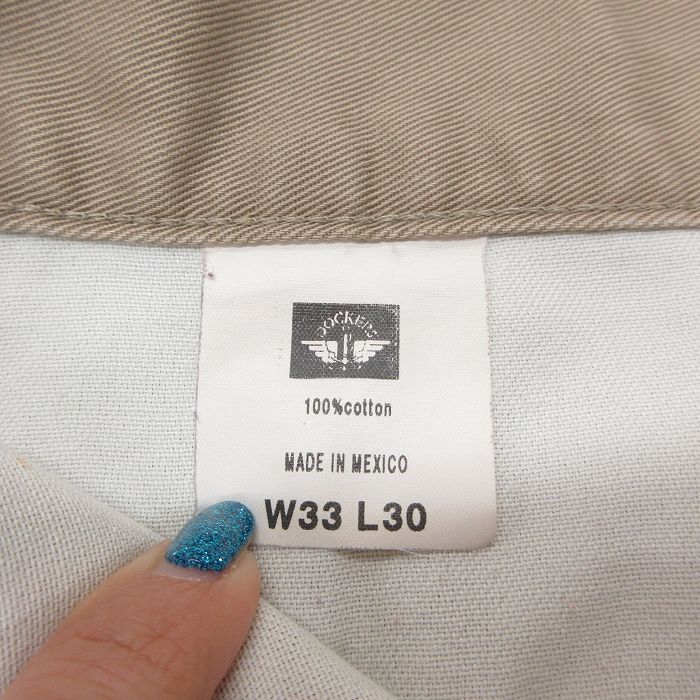 DOCKERS
100%cotton
MADE IN MEXICO
W33 L30